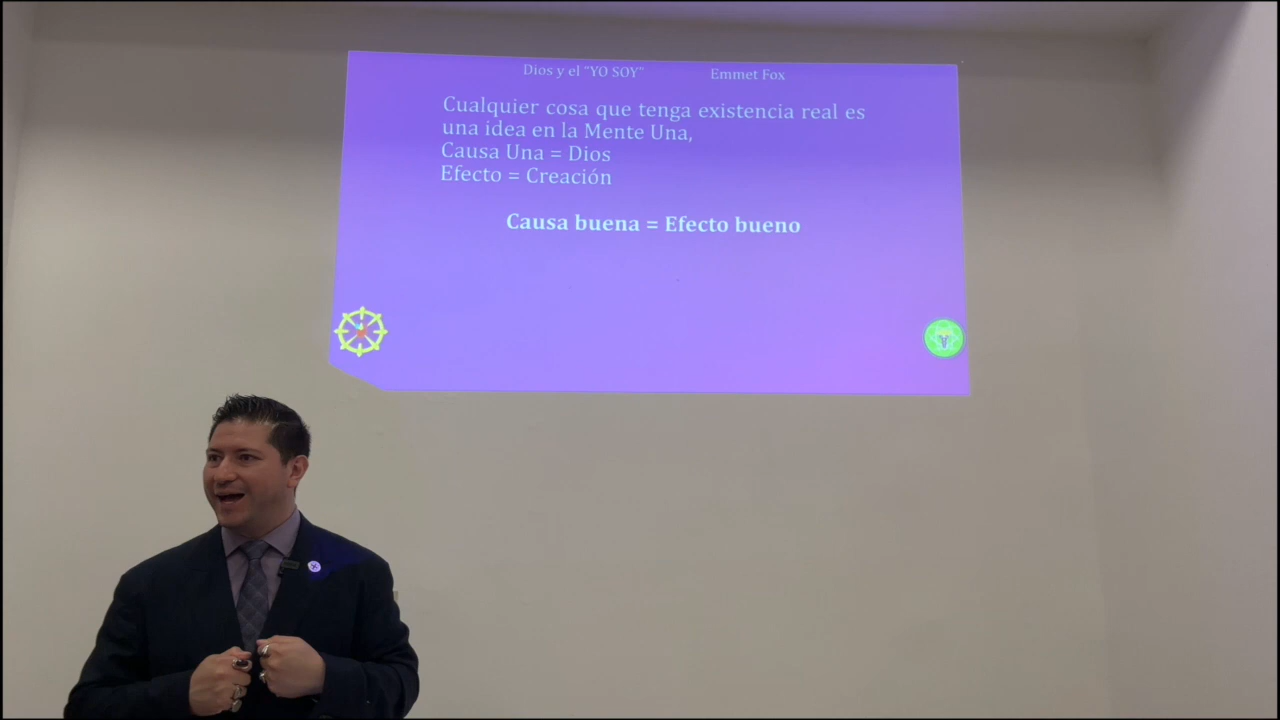 Dios y el "YO SOY" Emmet Fox
Cualquier cosa que tenga existencia real es
una idea en la Mente Una,
Causa Una = Dios
Efecto = Creación
Causa buena = Efecto bueno